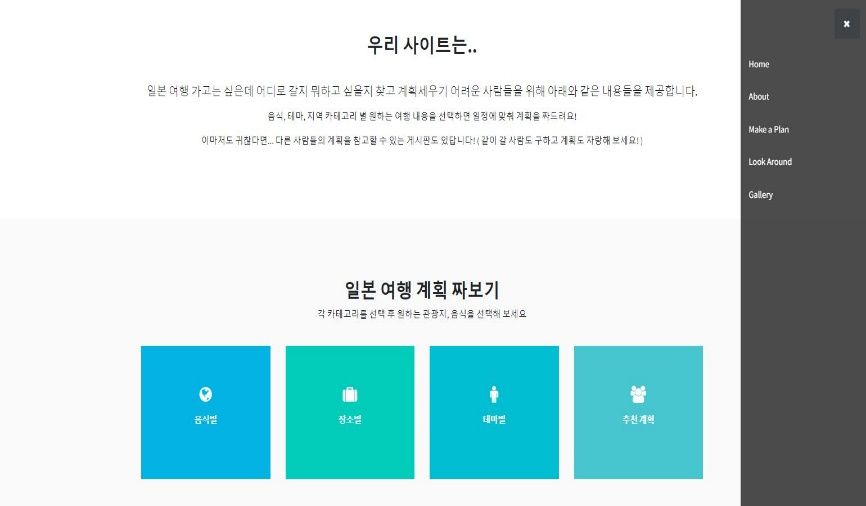 우리 사이트는..
일본 여행 가고는 싶은데 어디로 갈지 뭐하고 싶을지 찾고 계획세우기 어려운 사람들을 위해 아래와 같은 내용들을 제공합니다.
음식, 테마, 지역 카테고리 별 원하는 여행 내용을 선택하면 일정에 맞춰 계획을 짜드려요!
이마저도 귀찮다면... 다른 사람들의 계획을 참고할 수 있는 게시판도 있답니다! ( 같이 갈 사람도 구하고 계획도 자랑해 보세요! )
일본 여행 계획 짜보기
각 카테고리를 선택 후 원하는 관광지, 음식을 선택해 보세요
음식별
장소별
테마별
추천 계획
Home
About
Make a Plan
Look Around
Gallery